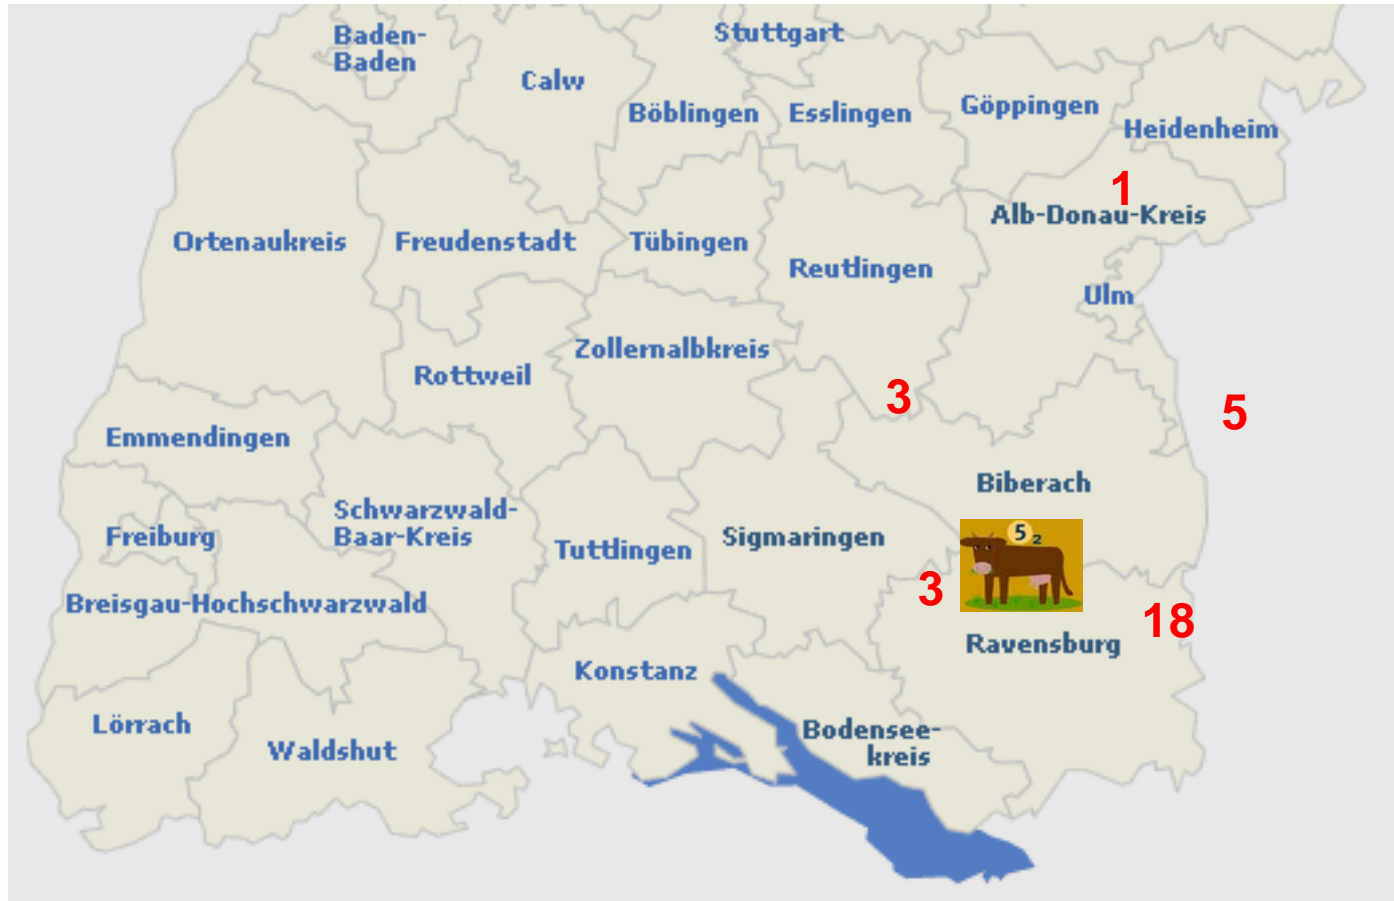 Baden-
Baden
Stuttgart
Calw
Böblingen
Esslingen
Göppingen
Heidenheim
1
Alb-Donau-Kreis
Ortenaukreis
Freudenstadt
Tübingen
Reutlingen
Ulm
Zollernalbkreis
Rottweil
3
5
Emmendingen
Biberach
Schwarzwald-
Baar-Kreis
Freiburg
Tuttlingen
Sigmaringen
5 2
3
Breisgau-Hochschwarzwald
18
Ravensburg
Konstanz
Lörrach
Waldshut
Bodensee-
kreis